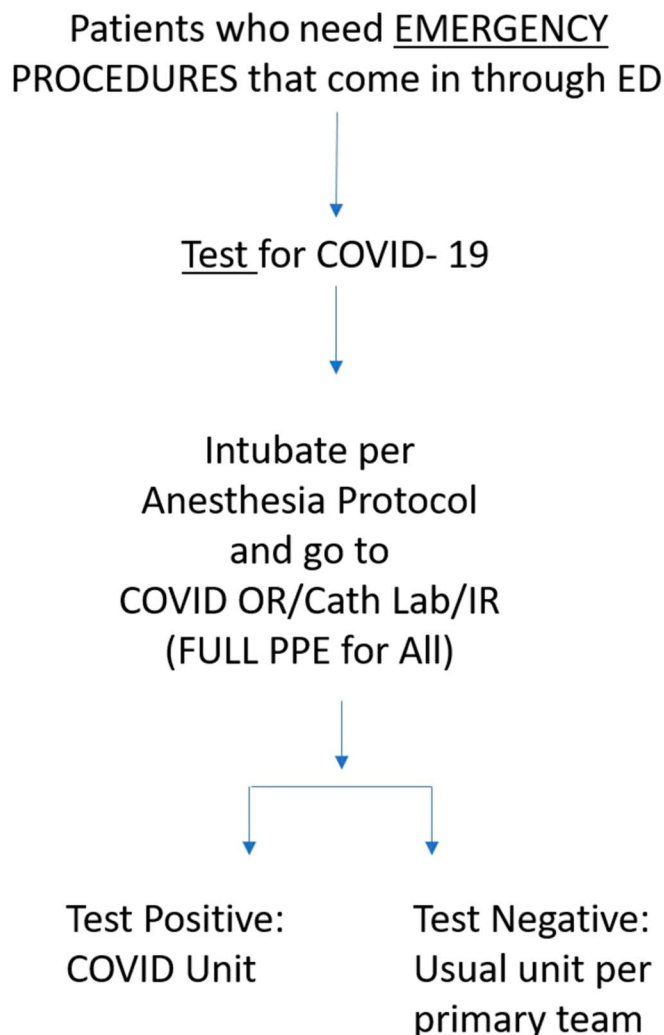 Patients who need EMERGENCY
PROCEDURES that come in through ED
Test for COVID- 19
Intubate per
Anesthesia Protocol
and go to
COVID OR/Cath Lab/IR
(FULL PPE for All)
Test Positive:
COVID Unit
Test Negative:
Usual unit per
primary team